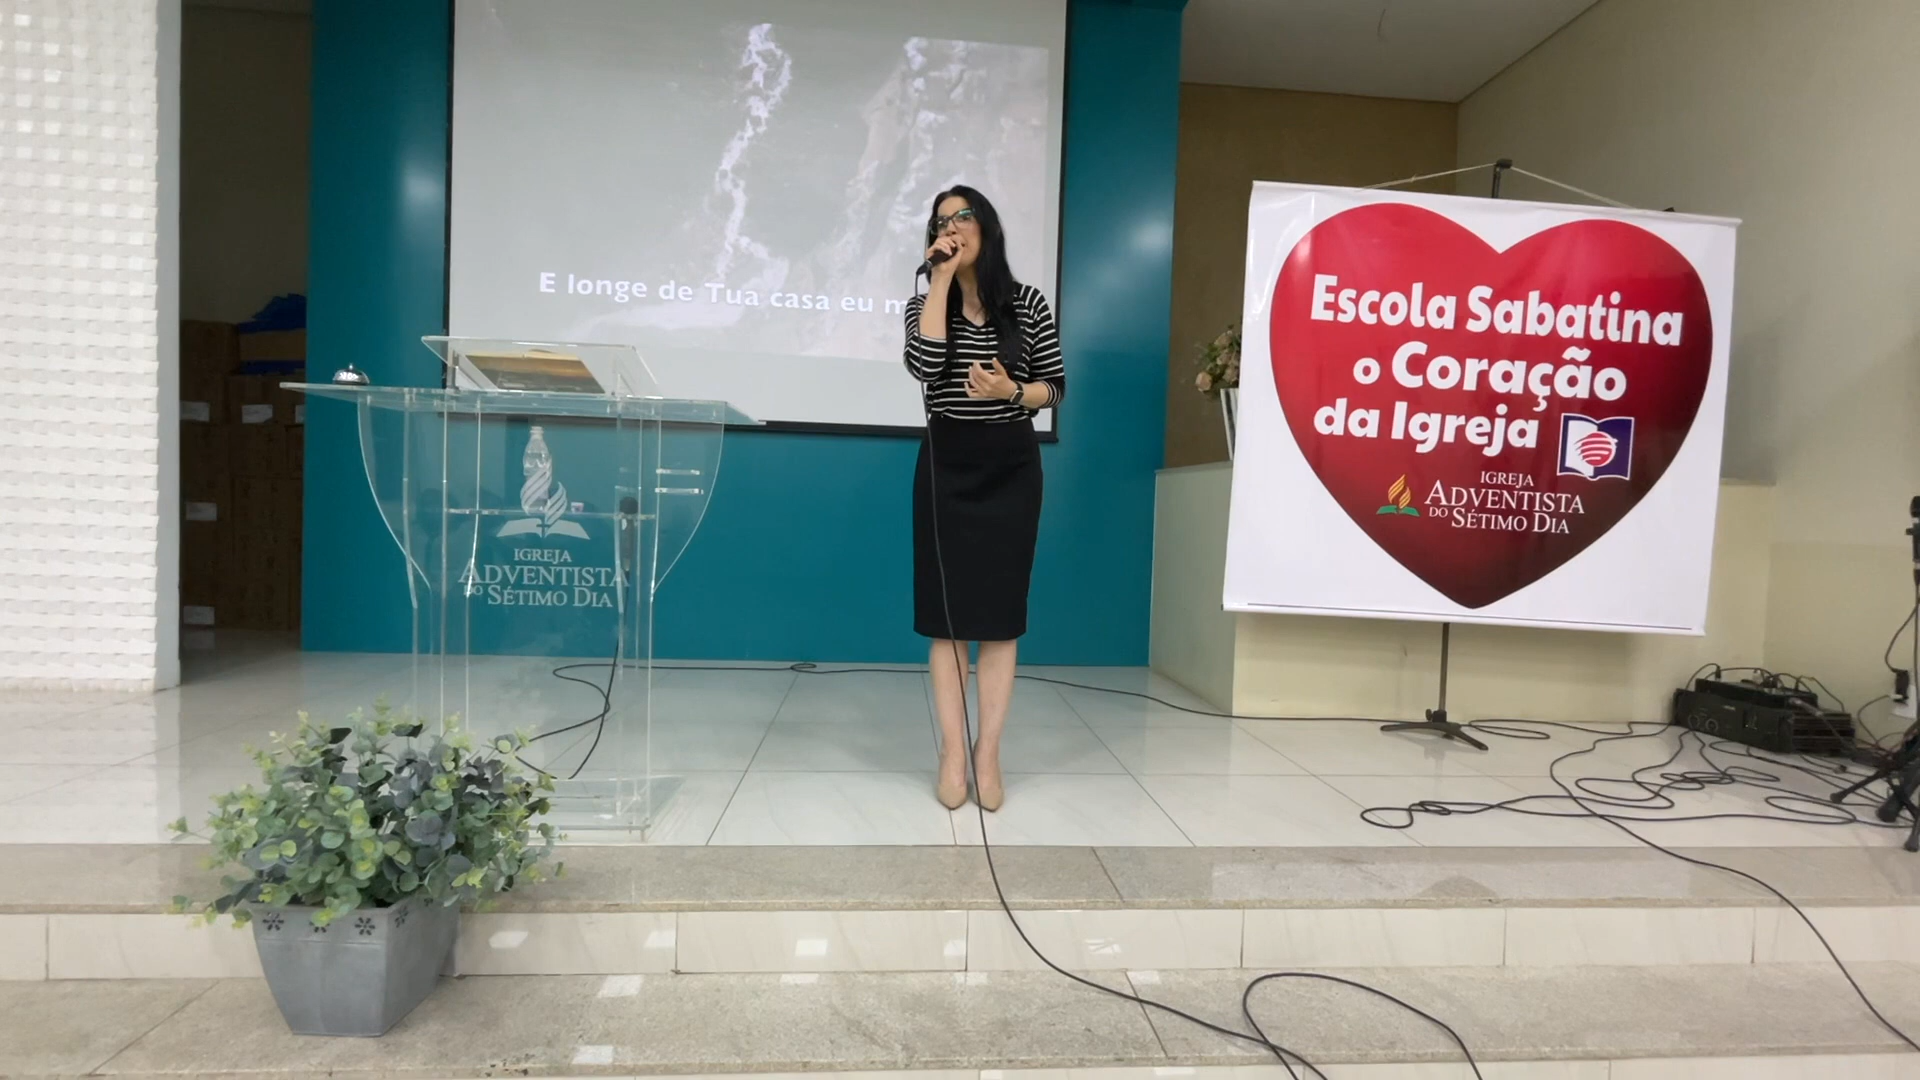 E longe de Tua casa eu
Escola Sabatina
o Coração
da Igreja
IGREJA
ADVENTISTA
DO SÉTIMO DIA
IGREJA
ADVENTISTA
DO SÉTIMO DIA